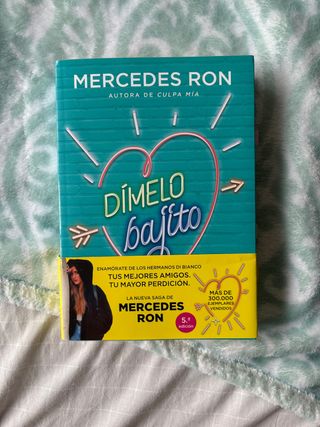 MERCEDES RON
AUTORA DE CULPA MÍA
DÍMELO
bajito
ENAMÓRATE DE LOS HERMANOS DI BIANCO
TUS MEJORES AMIGOS.
TU MAYOR PERDICIÓN.
LA NUEVA SAGA DE
MERCEDES
RON
5.ª
edición
MÁS DE
300.000
EJEMPLARES
VENDIDOS